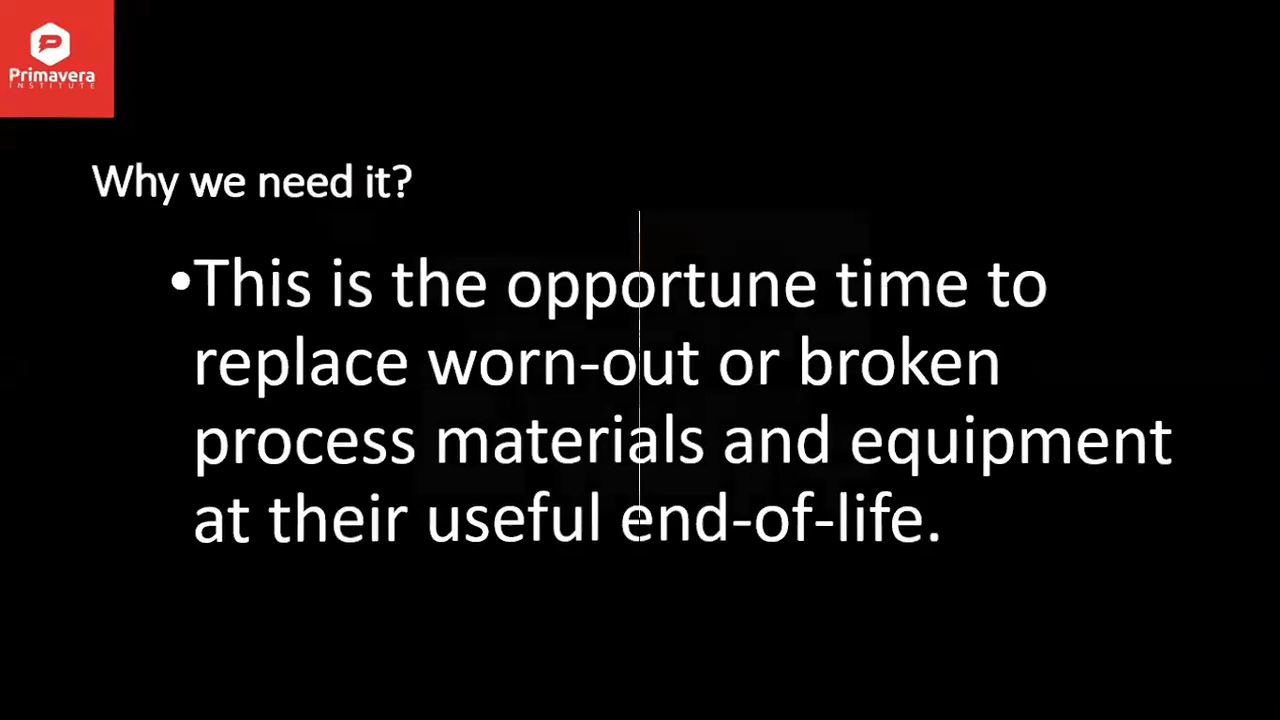 Primavera
INSTITUTE
Why we need it?
•This is the opportune time to
replace worn-out or broken
process materials and equipment
at their useful end-of-life.